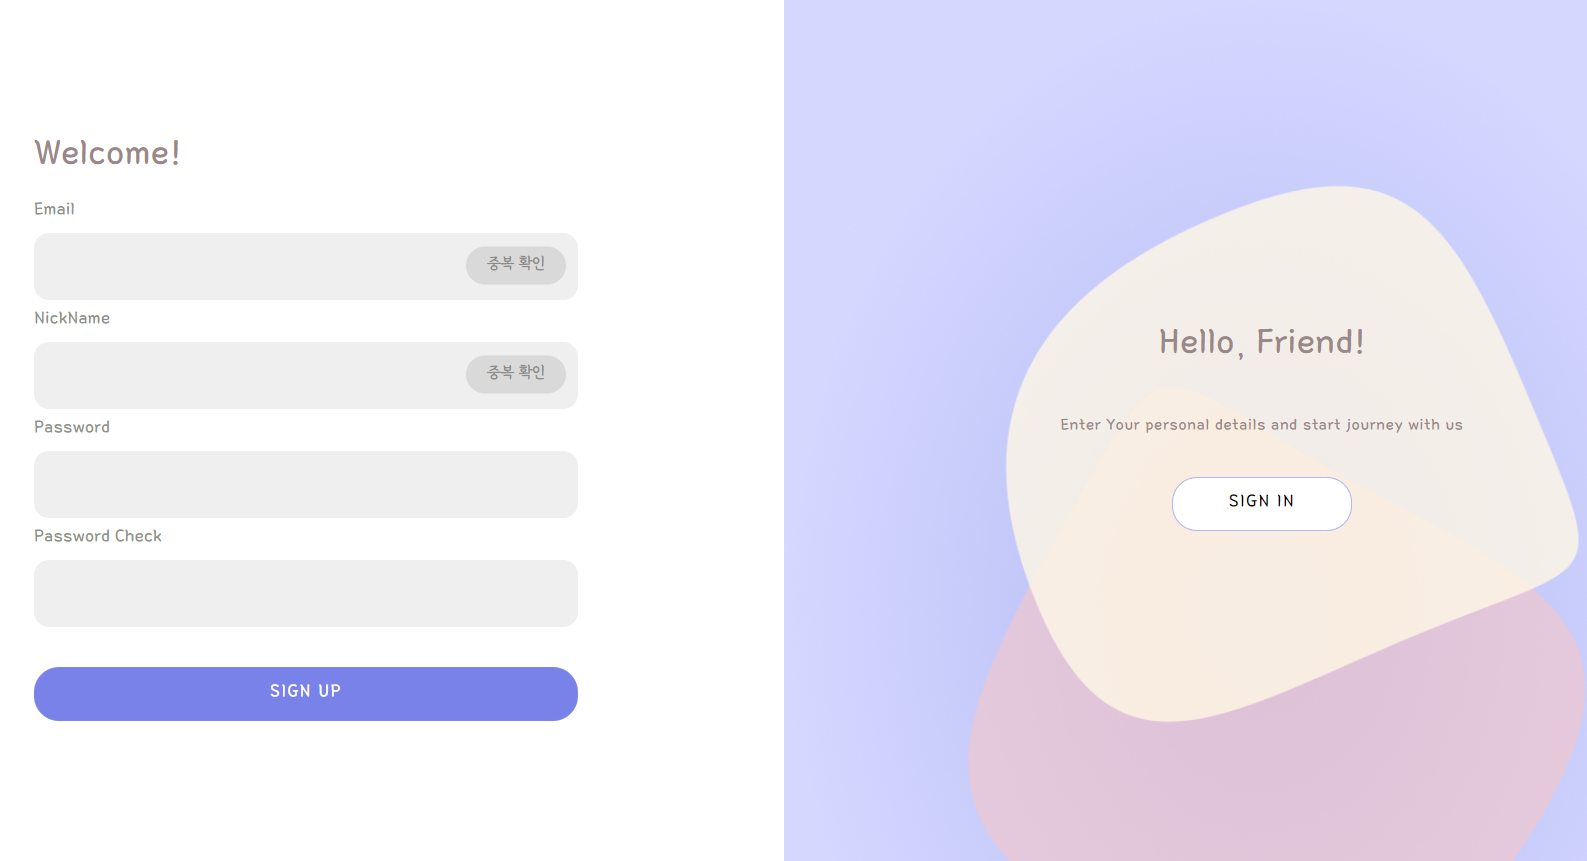 Welcome!
Email
중복 확인
NickName
중복 확인
Password
Password Check
SIGN UP
Hello, Friend!
Enter Your personal details and start journey with us
SIGN IN